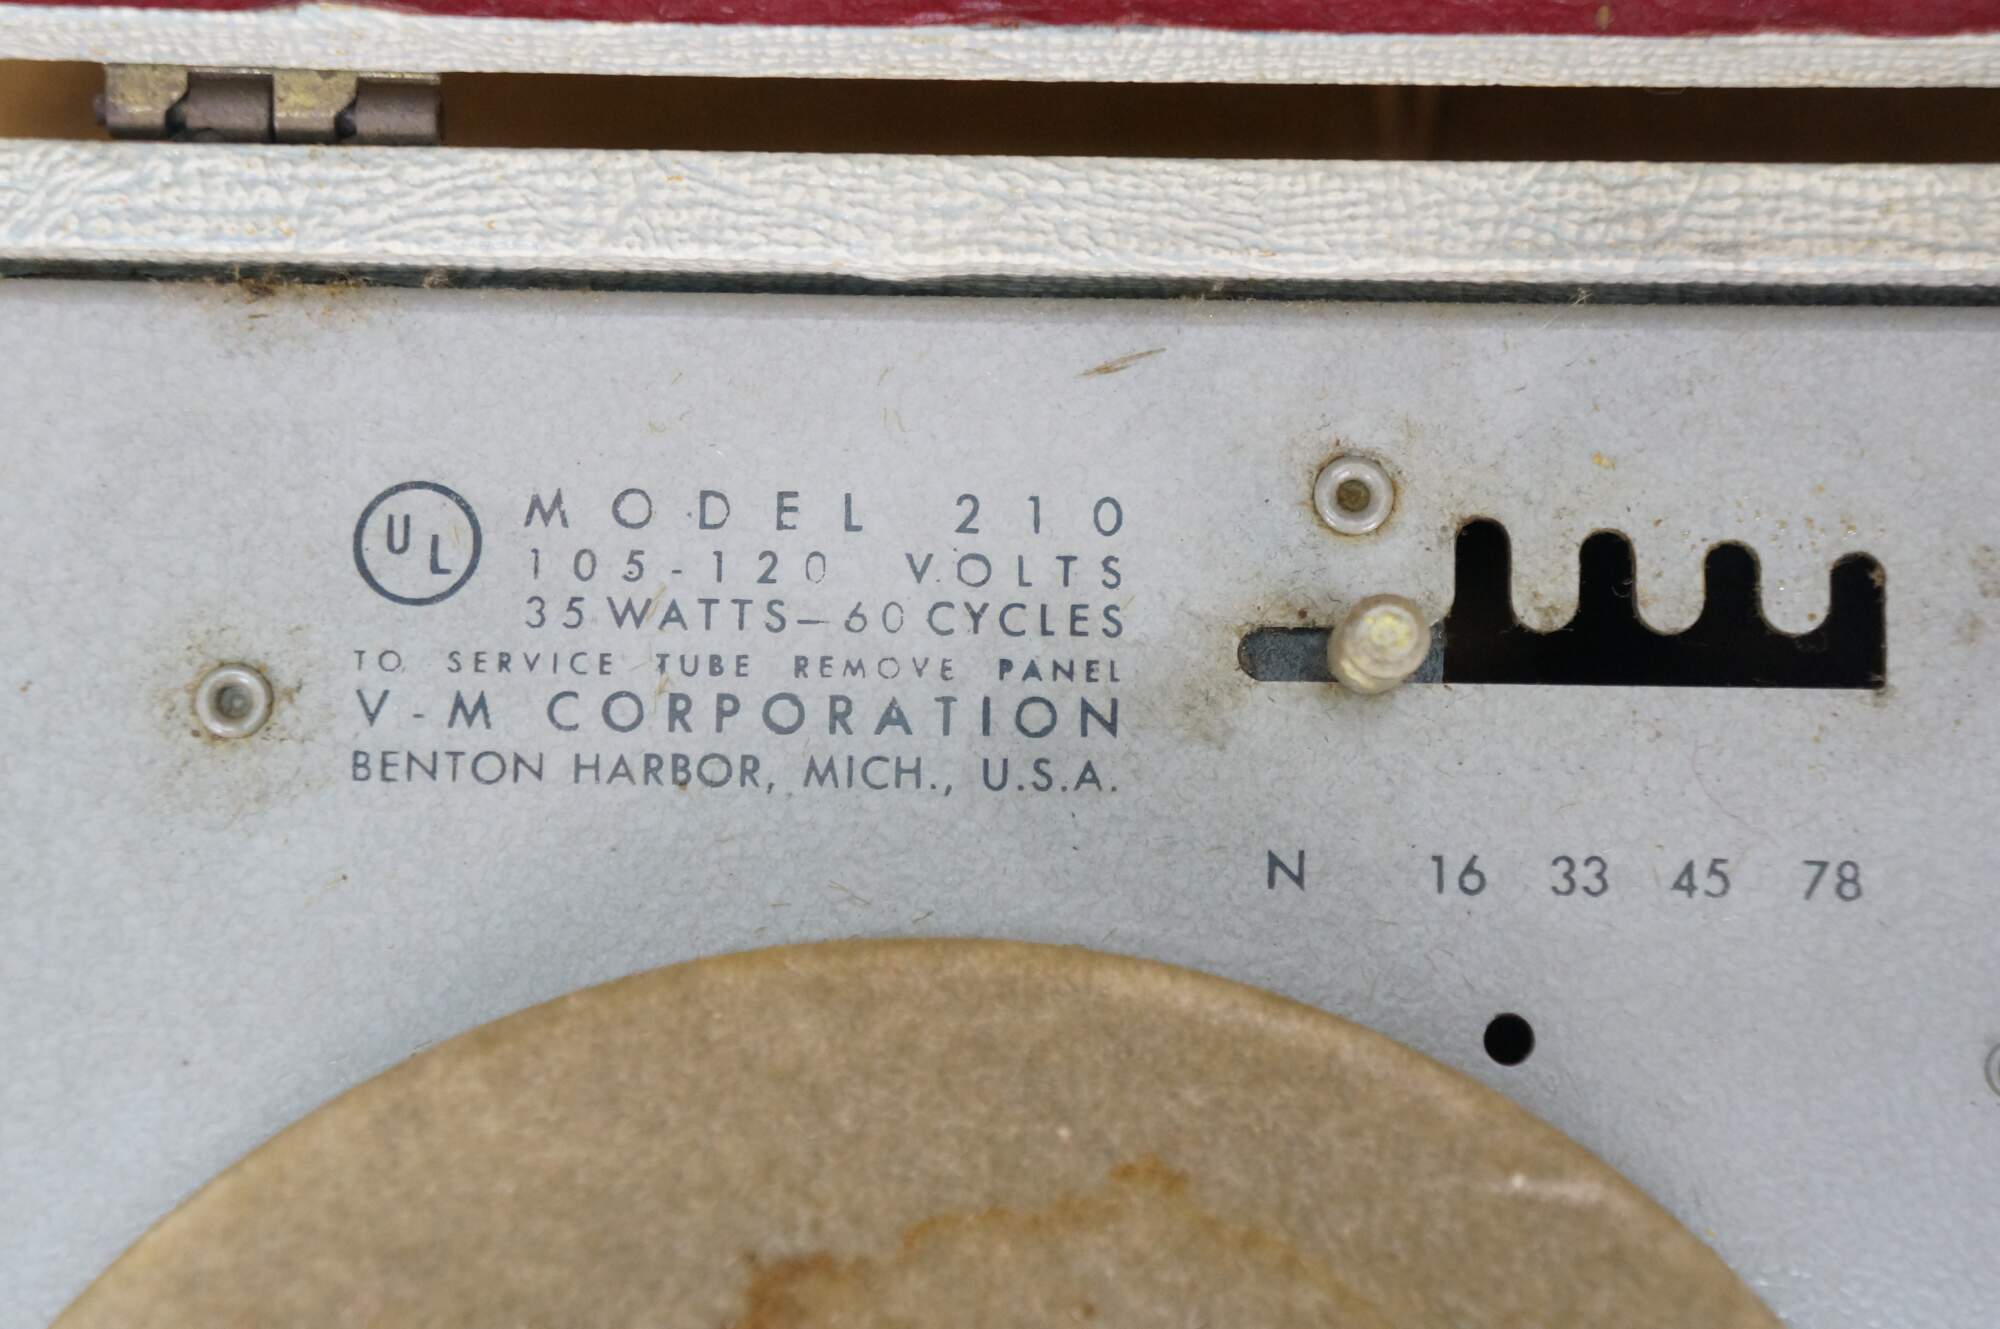 UL
MODEL 210
105-120 VOLTS
35 WATTS—60 CYCLES
TO SERVICE TUBE REMOVE PANEL
V-M CORPORATION
BENTON HARBOR, MICH., U.S.A.
N 16 33 45 78